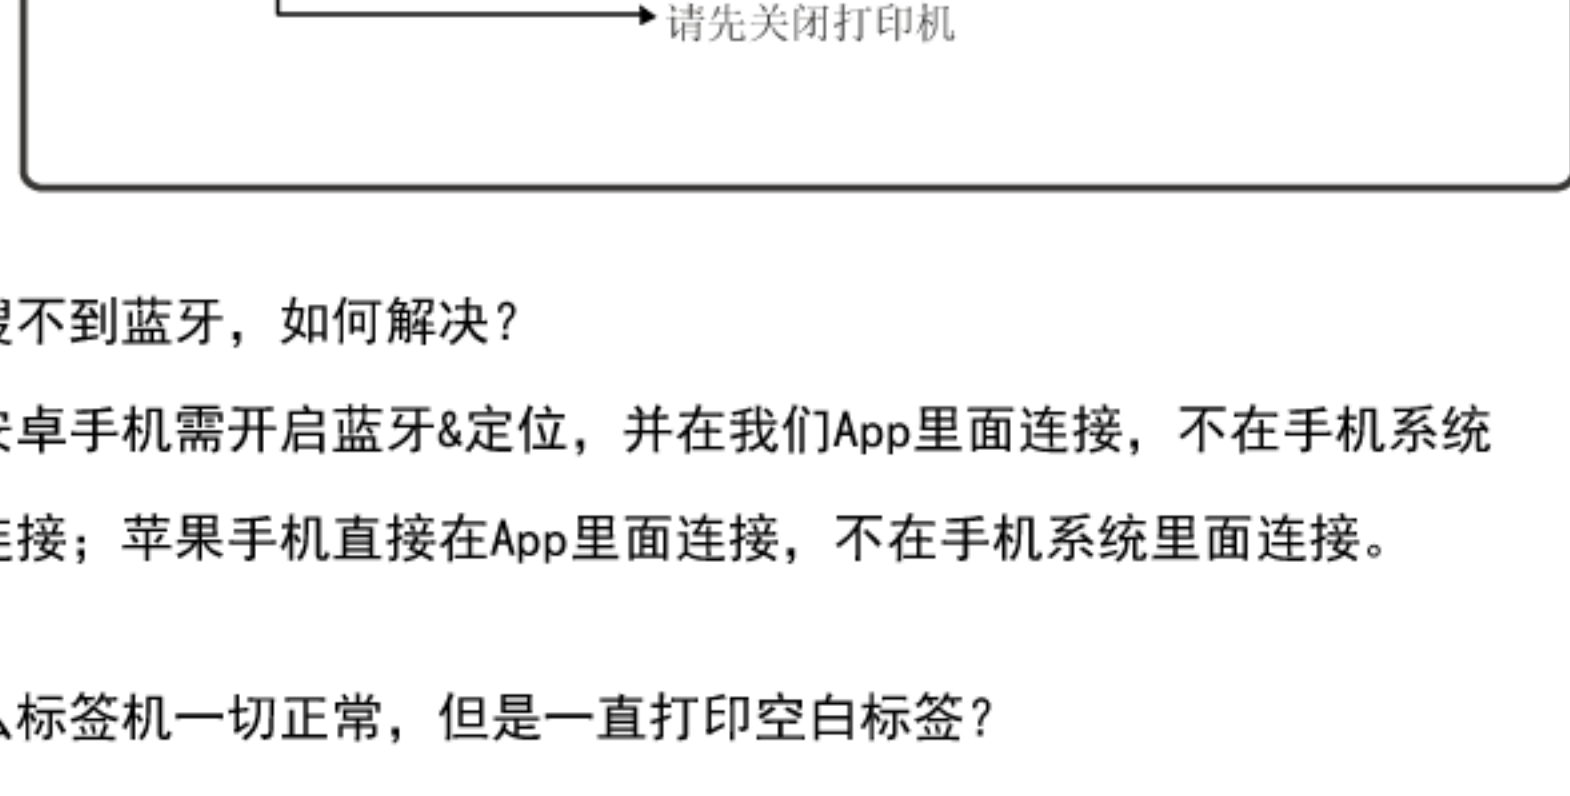 请先关闭打印机
搜不到蓝牙，如何解决？
安卓手机需开启蓝牙&定位，并在我们App里面连接，不在手机系统
连接；苹果手机直接在App里面连接，不在手机系统里面连接。
么标签机一切正常，但是一直打印空白标签？